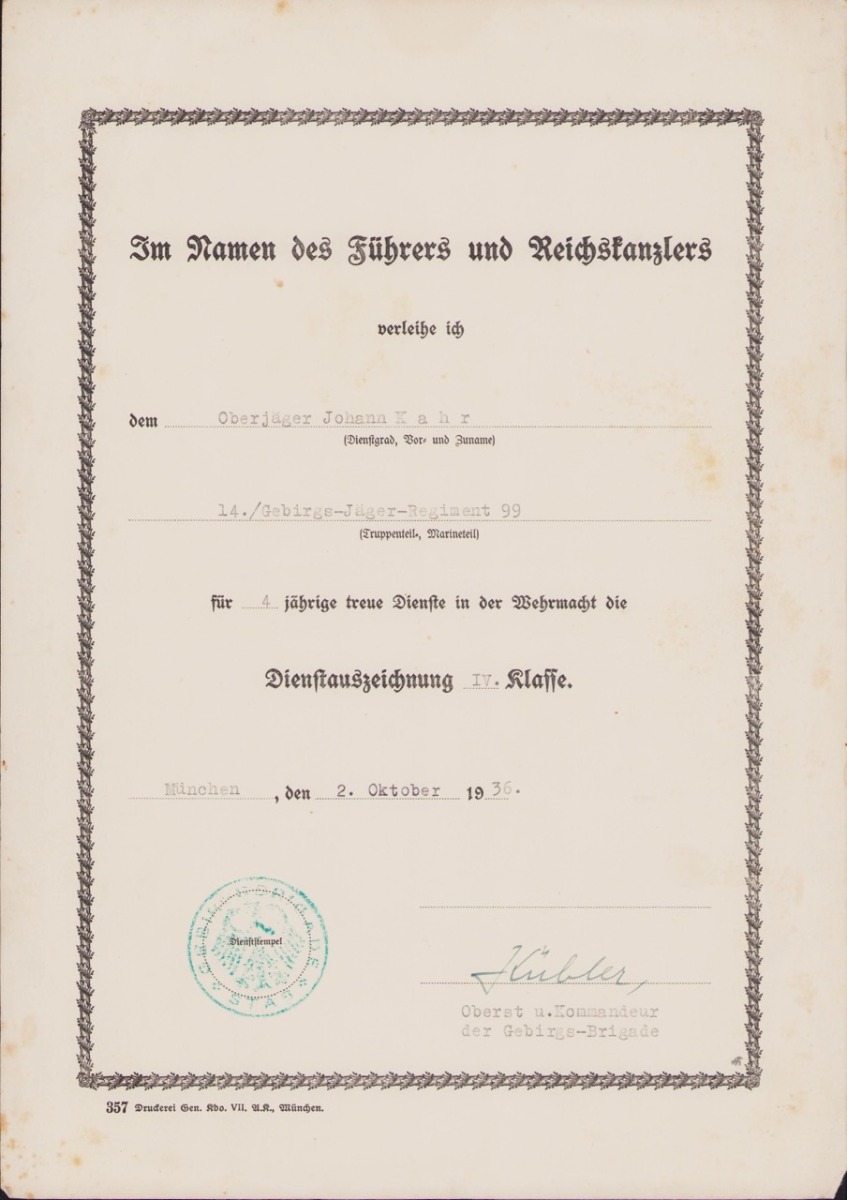 Im Namen des Führers und Reichskanzlers
verleihe ich
dem Oberjäger Johann K a h r
(Dienstgrad, Vor- und Zuname)
14./Gebirgs-Jäger-Regiment 99
(Truppenteil-, Marineteil)
für 4 jährige treue Dienste in der Wehrmacht die
Dienstauszeichnung IV. Klasse.
München, den 2. Oktober 1936.
GEBIRGSBRIGADE
Dienststempel
STAB
Kübler,
Oberst u.Kommandeur
der Gebirgs-Brigade
357 Druckerei Gen. Kdo. VII. A.K., München.